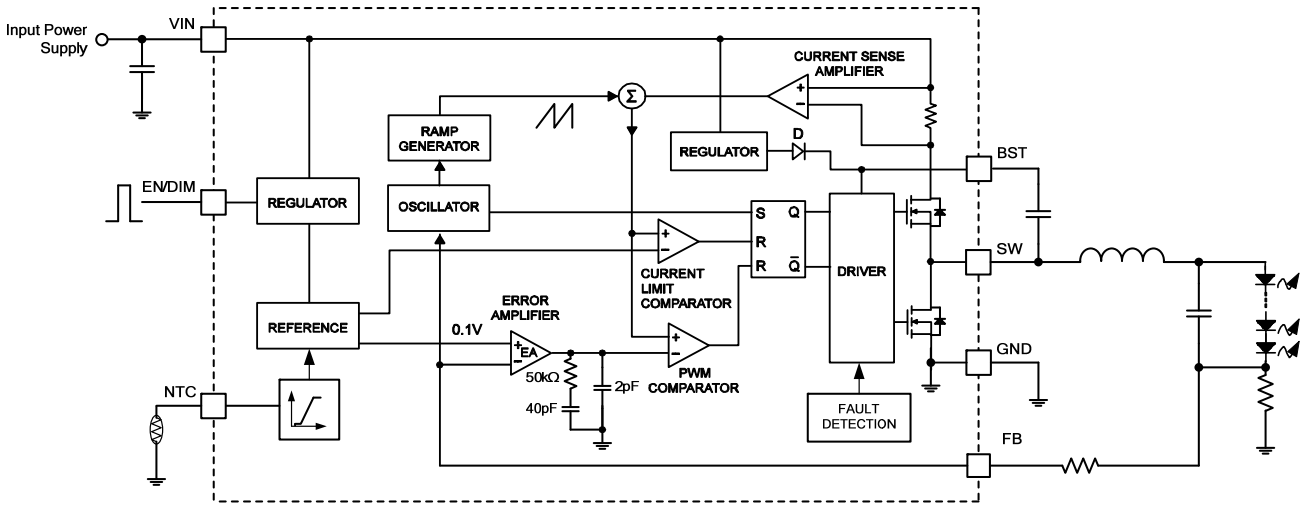 VIN
Input Power
Supply
CURRENT SENSE
AMPLIFIER
+
−
Σ
RAMP
GENERATOR
REGULATOR
D
BST
EN/DIM
REGULATOR
OSCILLATOR
S Q
R
R Q̅
DRIVER
SW
+
−
CURRENT
LIMIT
COMPARATOR
ERROR
AMPLIFIER
REFERENCE
0.1V
+
EA
−
+
−
PWM
COMPARATOR
GND
50kΩ
2pF
40pF
NTC
FAULT
DETECTION
FB